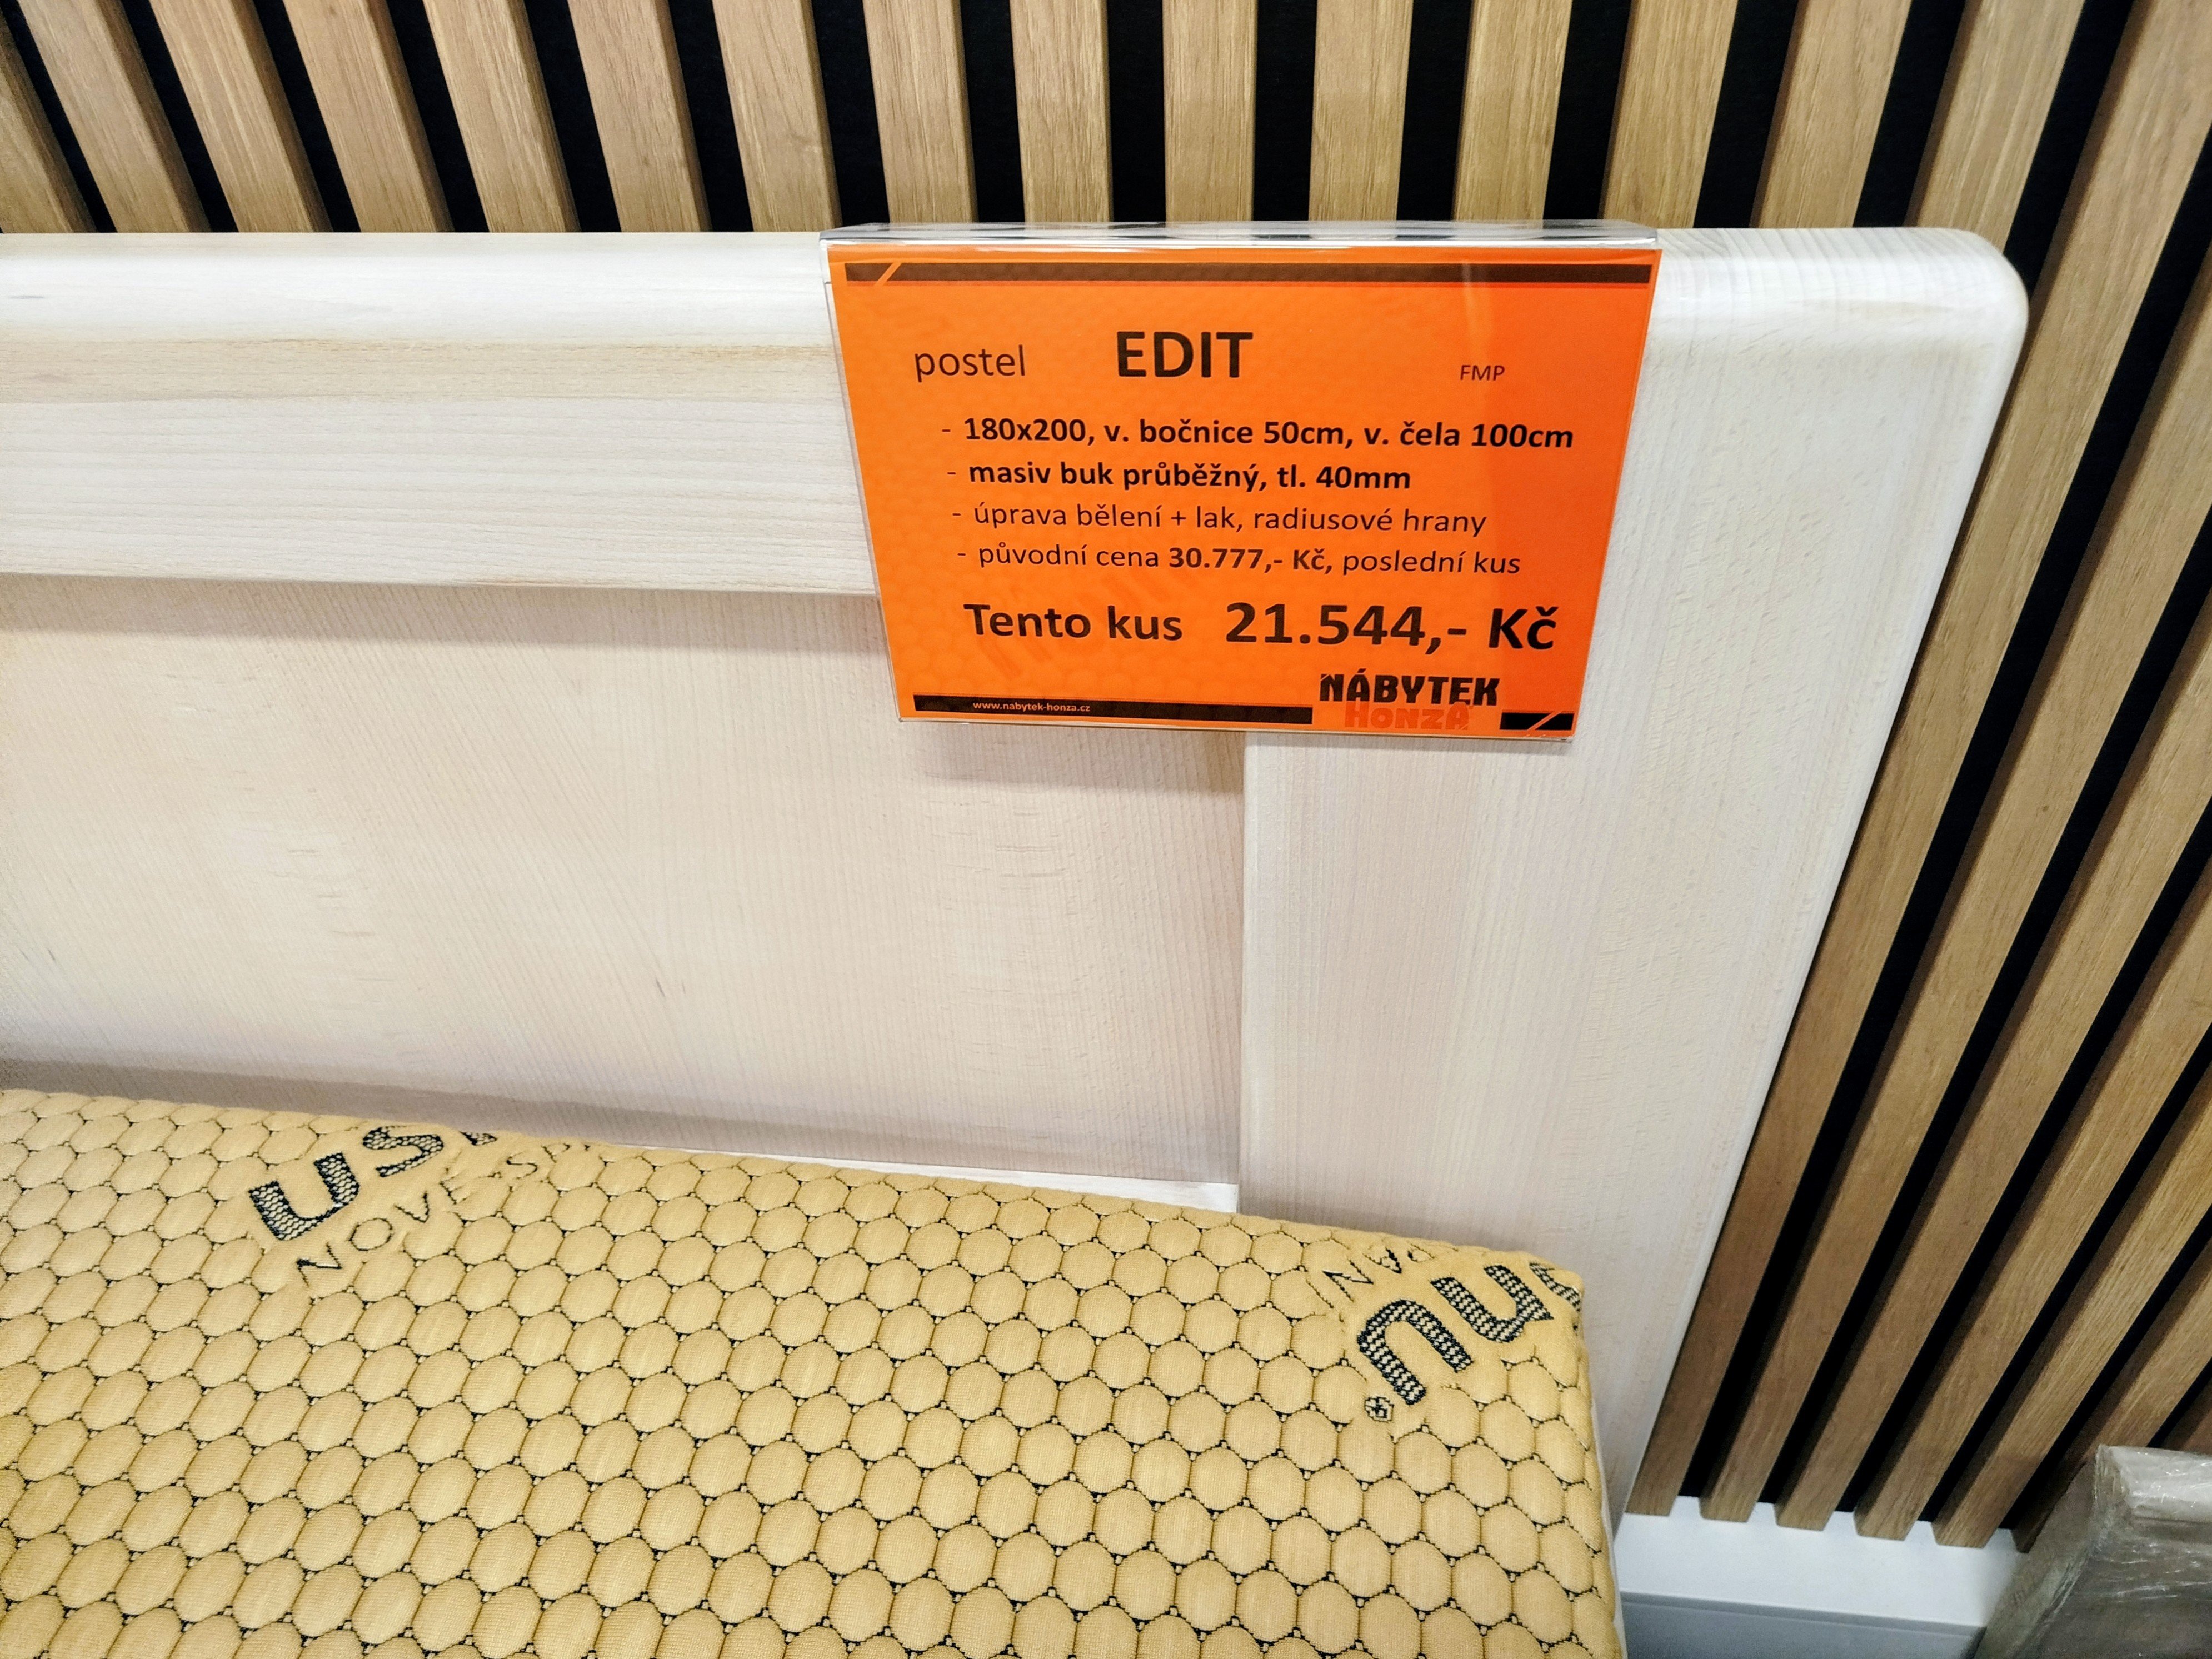 postel EDIT FMP
- 180x200, v. bočnice 50cm, v. čela 100cm
- masiv buk průběžný, tl. 40mm
- úprava bělení + lak, radiusové hrany
- původní cena 30.777,- Kč, poslední kus
Tento kus 21.544,- Kč
NÁBYTEK
HONZA
www.nabytek-honza.cz